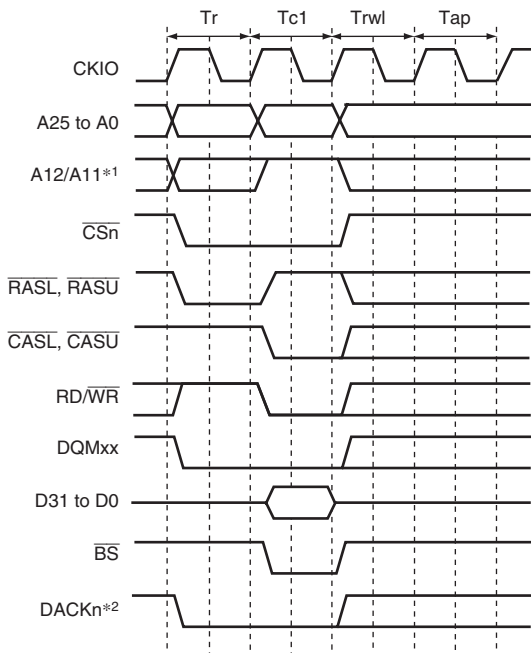 Tr Tc1 Trwl Tap
CKIO
A25 to A0
A12/A11*1
CSn
RASL, RASU
CASL, CASU
RD/WR
DQMxx
D31 to D0
BS
DACKn*2